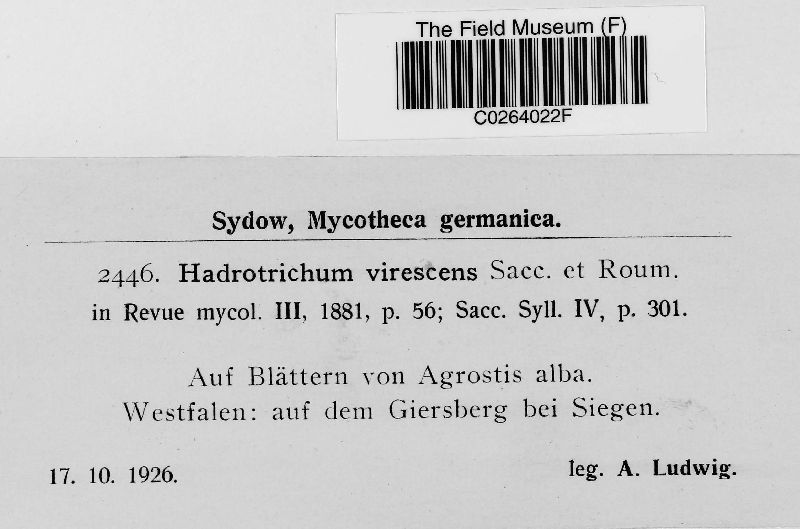 The Field Museum (F)
C0264022F
Sydow, Mycotheca germanica.
2446. Hadrotrichum virescens Sacc. et Roum.
in Revue mycol. III, 1881, p. 56; Sacc. Syll. IV, p. 301.
Auf Blättern von Agrostis alba.
Westfalen: auf dem Giersberg bei Siegen.
17. 10. 1926.
leg. A. Ludwig.